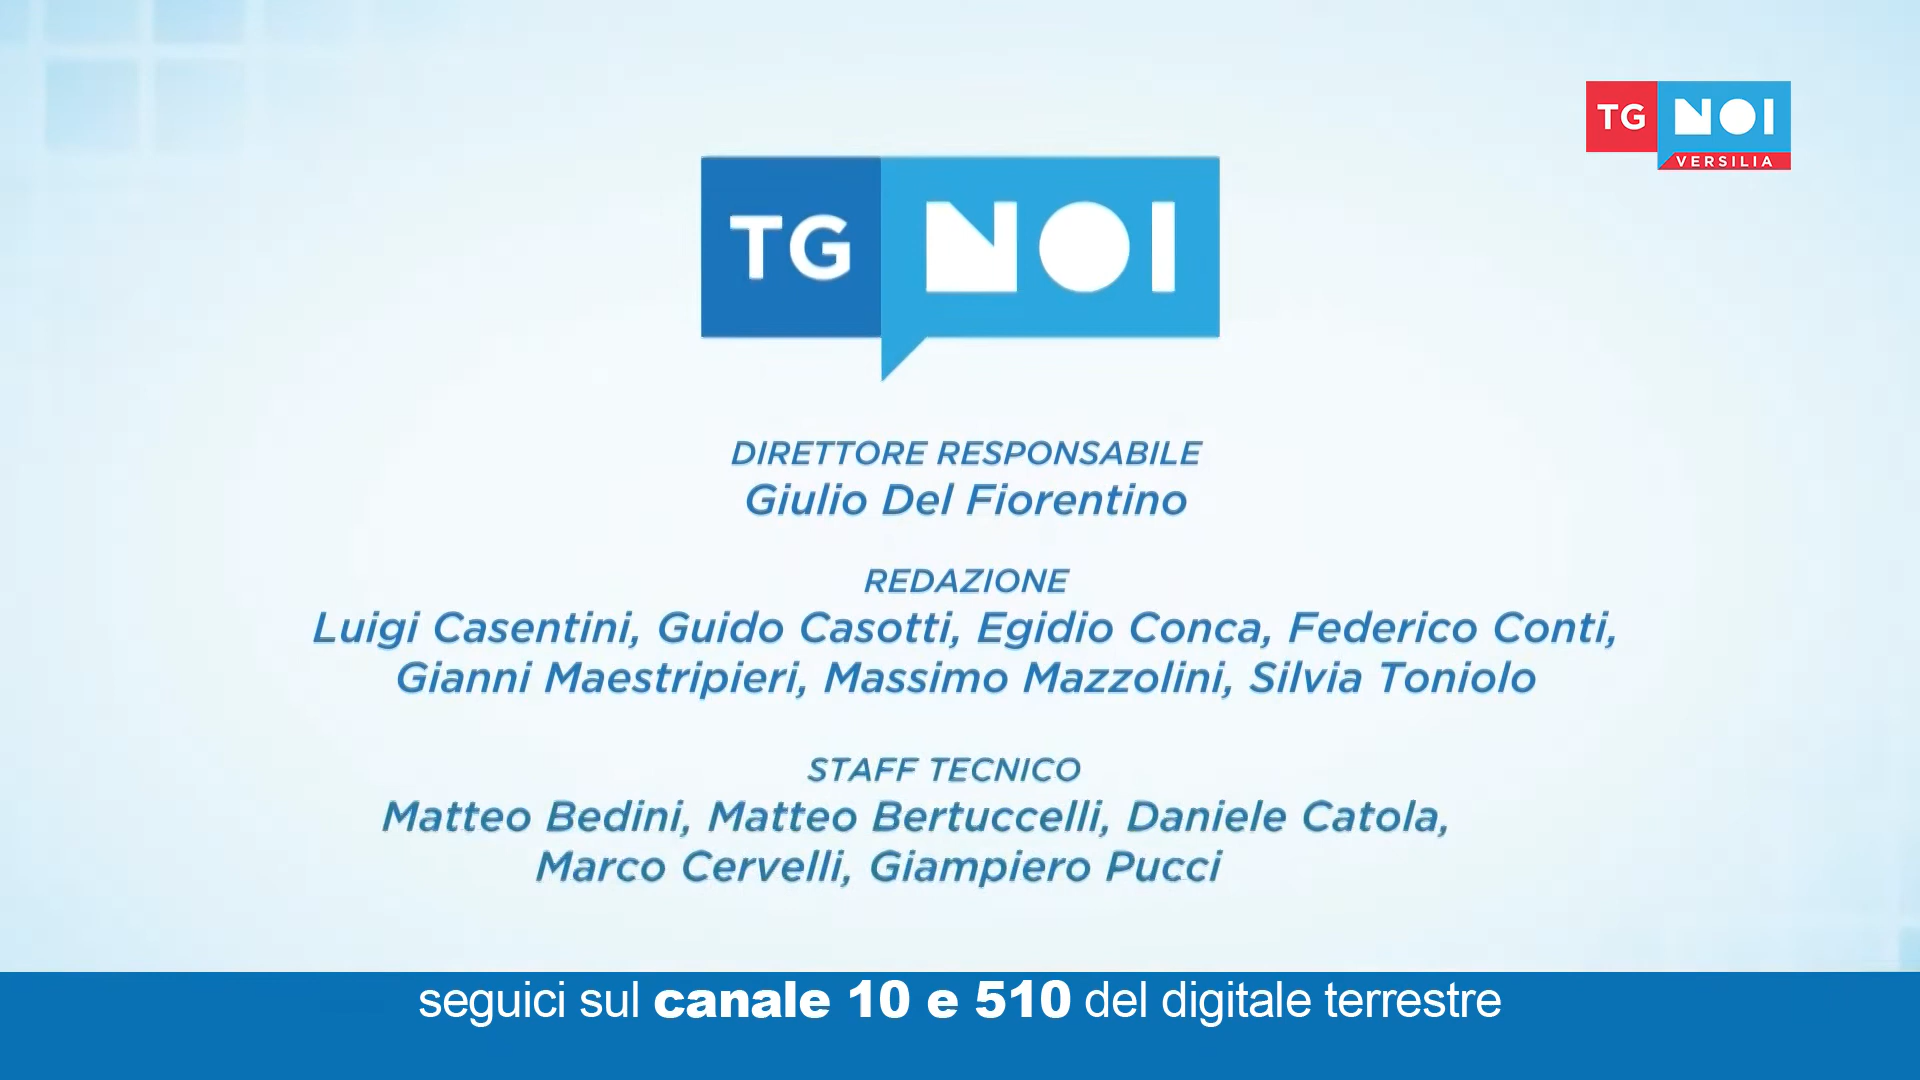 TG NOI
VERSILIA
TG NOI
DIRETTORE RESPONSABILE
Giulio Del Fiorentino
REDAZIONE
Luigi Casentini, Guido Casotti, Egidio Conca, Federico Conti,
Gianni Maestripieri, Massimo Mazzolini, Silvia Toniolo
STAFF TECNICO
Matteo Bedini, Matteo Bertuccelli, Daniele Catola,
Marco Cervelli, Giampiero Pucci
seguici sul canale 10 e 510 del digitale terrestre